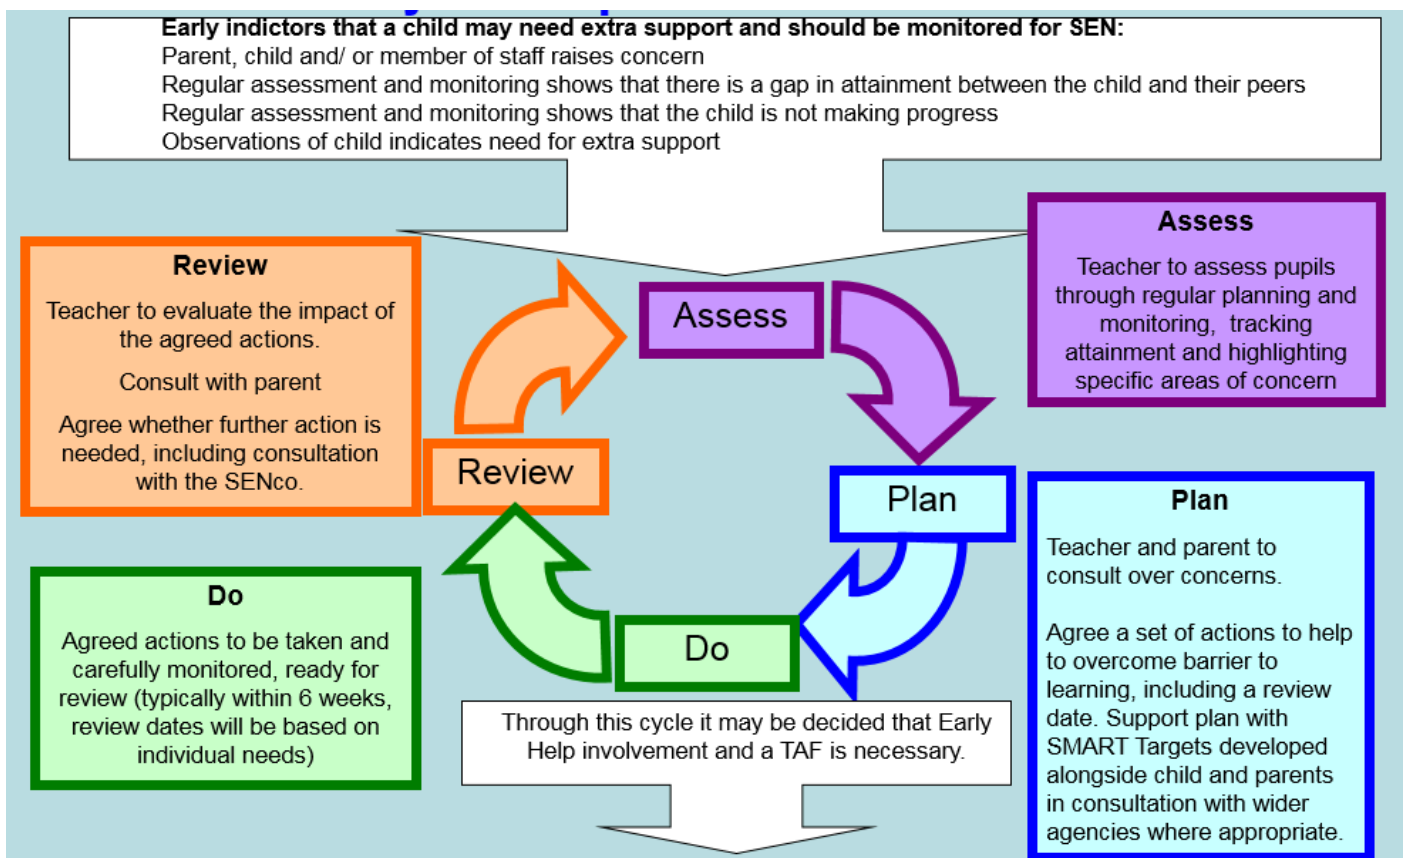 Early indictors that a child may need extra support and should be monitored for SEN:
Parent, child and/ or member of staff raises concern
Regular assessment and monitoring shows that there is a gap in attainment between the child and their peers
Regular assessment and monitoring shows that the child is not making progress
Observations of child indicates need for extra support
Assess
Teacher to assess pupils
through regular planning and
monitoring, tracking
attainment and highlighting
specific areas of concern
Review
Teacher to evaluate the impact of
the agreed actions.
Consult with parent
Agree whether further action is
needed, including consultation
with the SENco.
Assess
Review
Plan
Do
Plan
Teacher and parent to
consult over concerns.
Agree a set of actions to help
to overcome barrier to
learning, including a review
date. Support plan with
SMART Targets developed
alongside child and parents
in consultation with wider
agencies where appropriate.
Do
Agreed actions to be taken and
carefully monitored, ready for
review (typically within 6 weeks,
review dates will be based on
individual needs)
Through this cycle it may be decided that Early
Help involvement and a TAF is necessary.